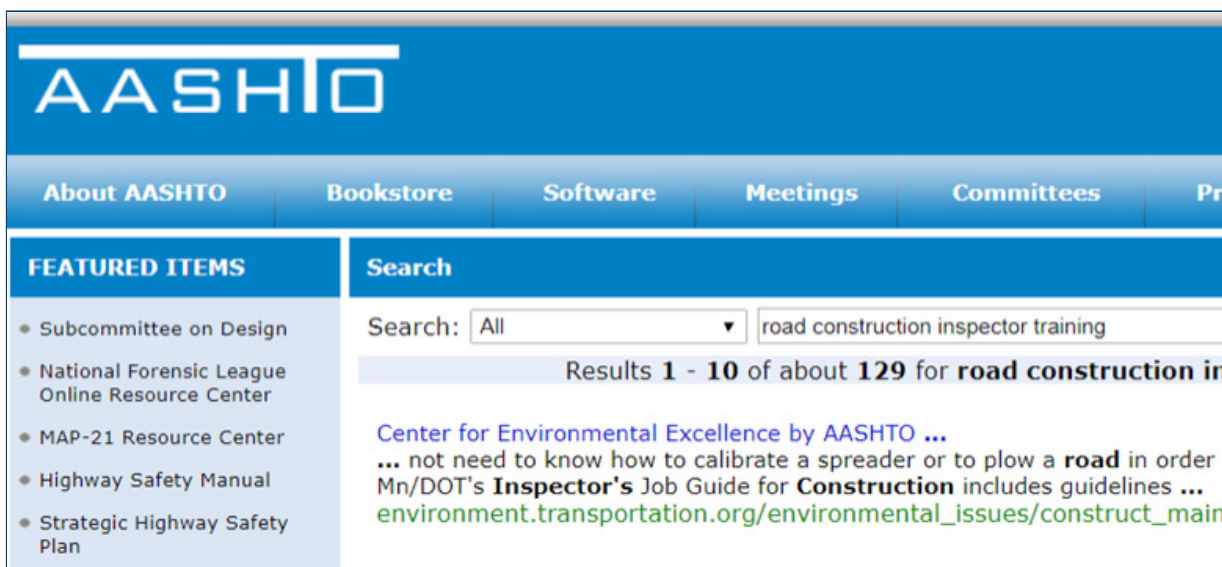 AASHTO
About AASHTO Bookstore Software Meetings Committees Pr
FEATURED ITEMS
Subcommittee on Design
National Forensic League
Online Resource Center
MAP-21 Resource Center
Highway Safety Manual
Strategic Highway Safety
Plan
Search
Search: All road construction inspector training
Results 1 - 10 of about 129 for road construction in
Center for Environmental Excellence by AASHTO ...
... not need to know how to calibrate a spreader or to plow a road in order
Mn/DOT's Inspector's Job Guide for Construction includes guidelines ...
environment.transportation.org/environmental_issues/construct_main